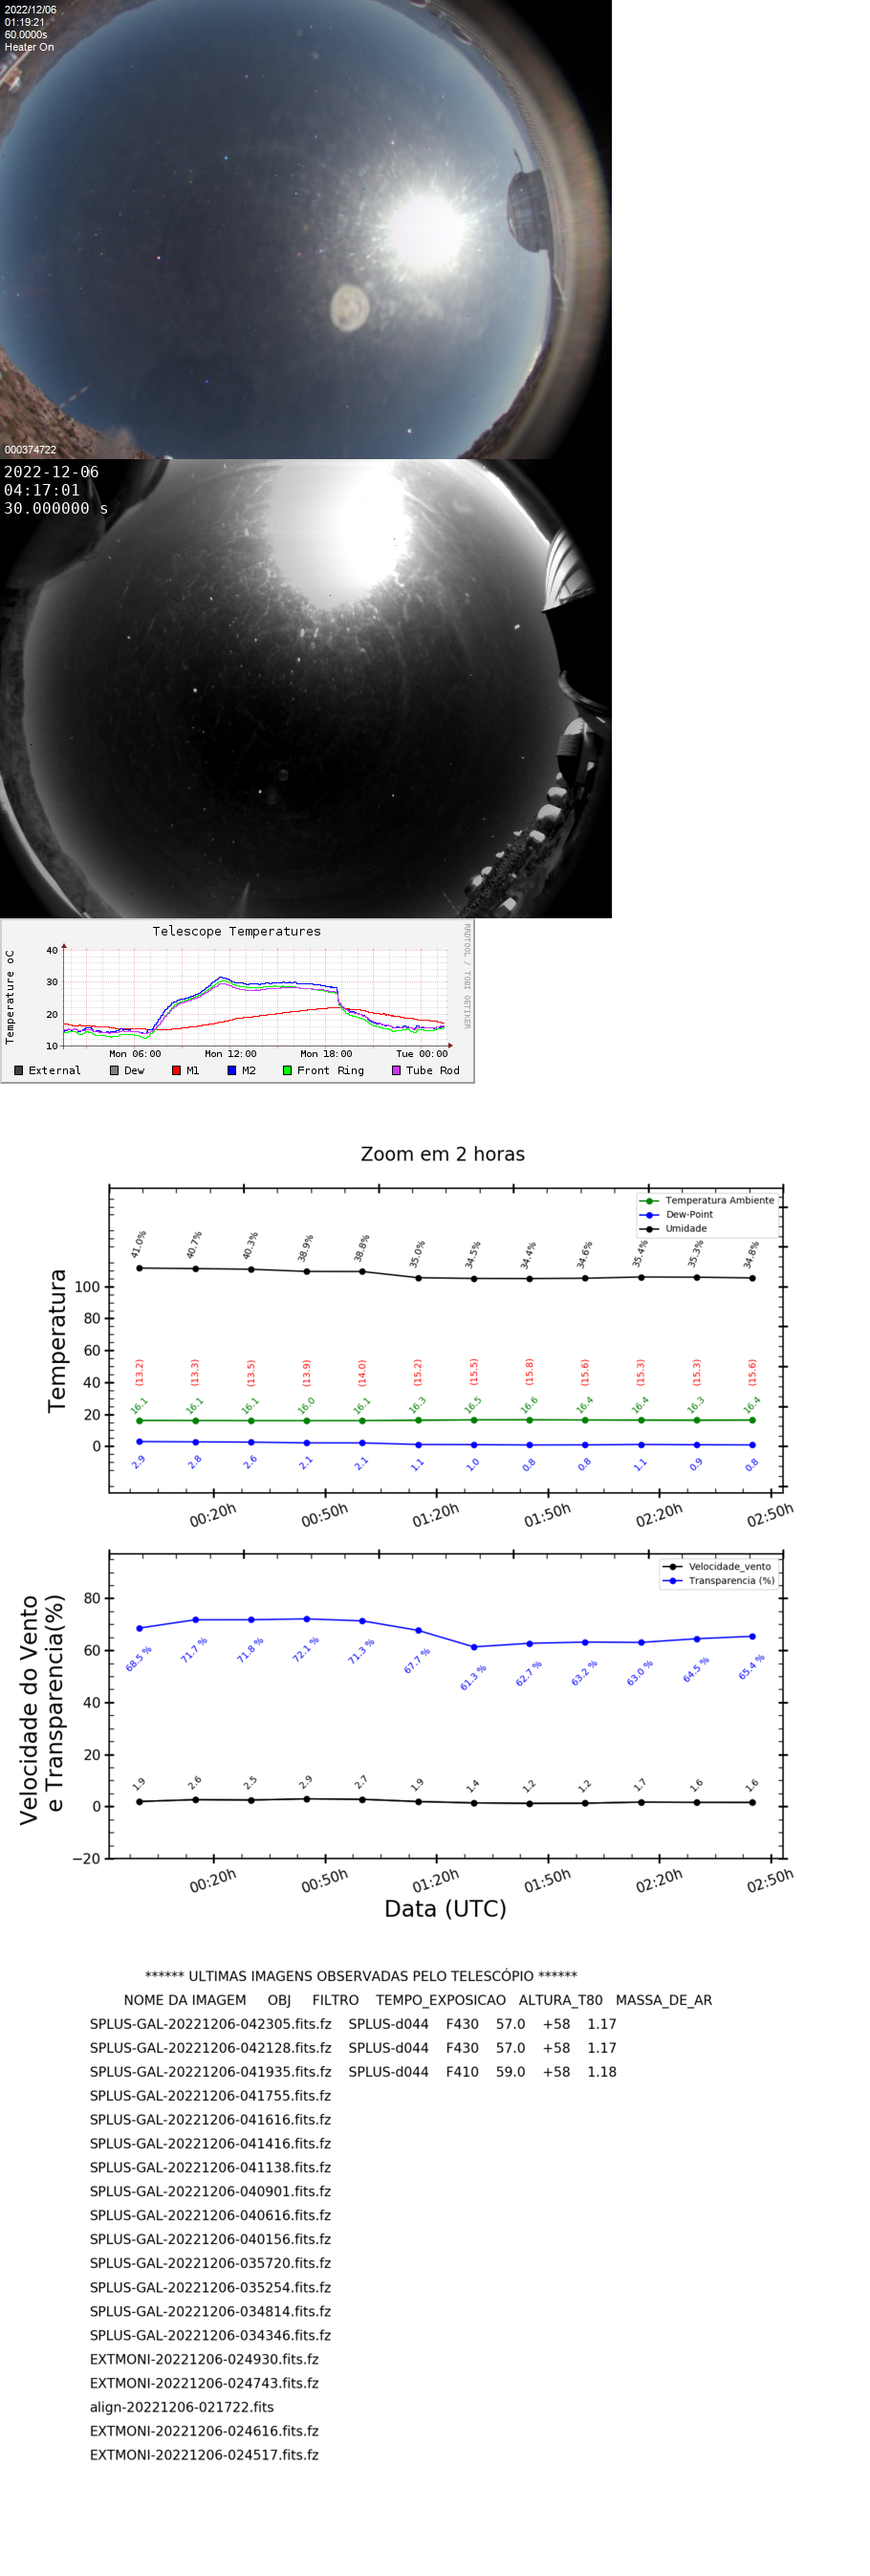 2022/12/06
01:19:21
60.0000s
Heater On
000374722
2022-12-06
04:17:01
30.000000 s
Telescope Temperatures
RRDTOOL / TOBI OETIKER
Temperature oC
40
30
20
10
Mon 06:00 Mon 12:00 Mon 18:00 Tue 00:00
External Dew M1 M2 Front Ring Tube Rod
Zoom em 2 horas
Temperatura Ambiente
Dew-Point
Umidade
41.0% 40.7% 40.3% 38.9% 38.8% 35.0% 34.5% 34.4% 34.6% 35.4% 35.3% 34.8%
Temperatura
100
80
60
40
20
0
(13.2) (13.3) (13.5) (13.9) (14.0) (15.2) (15.5) (15.8) (15.6) (15.3) (15.3) (15.6)
16.1 16.1 16.1 16.0 16.1 16.3 16.5 16.6 16.4 16.4 16.3 16.4
2.9 2.8 2.6 2.1 2.1 1.1 1.0 0.8 0.8 1.1 0.9 0.8
00:20h 00:50h 01:20h 01:50h 02:20h 02:50h
Velocidade_vento
Transparencia (%)
Velocidade do Vento
e Transparencia(%)
80
60
40
20
0
−20
68.5 % 71.7 % 71.8 % 72.1 % 71.3 % 67.7 % 61.3 % 62.7 % 63.2 % 63.0 % 64.5 % 65.4 %
1.9 2.6 2.5 2.9 2.7 1.9 1.4 1.2 1.2 1.7 1.6 1.6
00:20h 00:50h 01:20h 01:50h 02:20h 02:50h
Data (UTC)
****** ULTIMAS IMAGENS OBSERVADAS PELO TELESCÓPIO ******
NOME DA IMAGEM OBJ FILTRO TEMPO_EXPOSICAO ALTURA_T80 MASSA_DE_AR
SPLUS-GAL-20221206-042305.fits.fz SPLUS-d044 F430 57.0 +58 1.17
SPLUS-GAL-20221206-042128.fits.fz SPLUS-d044 F430 57.0 +58 1.17
SPLUS-GAL-20221206-041935.fits.fz SPLUS-d044 F410 59.0 +58 1.18
SPLUS-GAL-20221206-041755.fits.fz
SPLUS-GAL-20221206-041616.fits.fz
SPLUS-GAL-20221206-041416.fits.fz
SPLUS-GAL-20221206-041138.fits.fz
SPLUS-GAL-20221206-040901.fits.fz
SPLUS-GAL-20221206-040616.fits.fz
SPLUS-GAL-20221206-040156.fits.fz
SPLUS-GAL-20221206-035720.fits.fz
SPLUS-GAL-20221206-035254.fits.fz
SPLUS-GAL-20221206-034814.fits.fz
SPLUS-GAL-20221206-034346.fits.fz
EXTMONI-20221206-024930.fits.fz
EXTMONI-20221206-024743.fits.fz
align-20221206-021722.fits
EXTMONI-20221206-024616.fits.fz
EXTMONI-20221206-024517.fits.fz